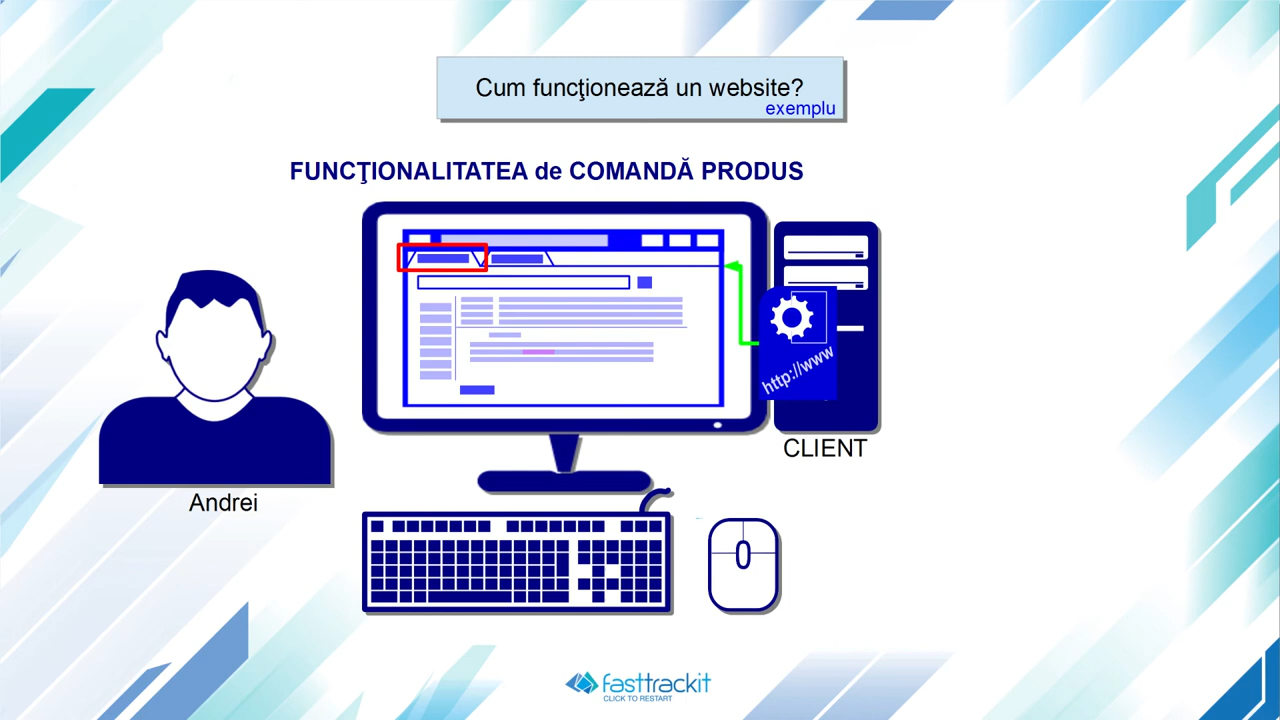 Cum funcţionează un website?
exemplu
FUNCŢIONALITATEA de COMANDĂ PRODUS
http://www
CLIENT
Andrei
fasttrackit
CLICK TO RESTART